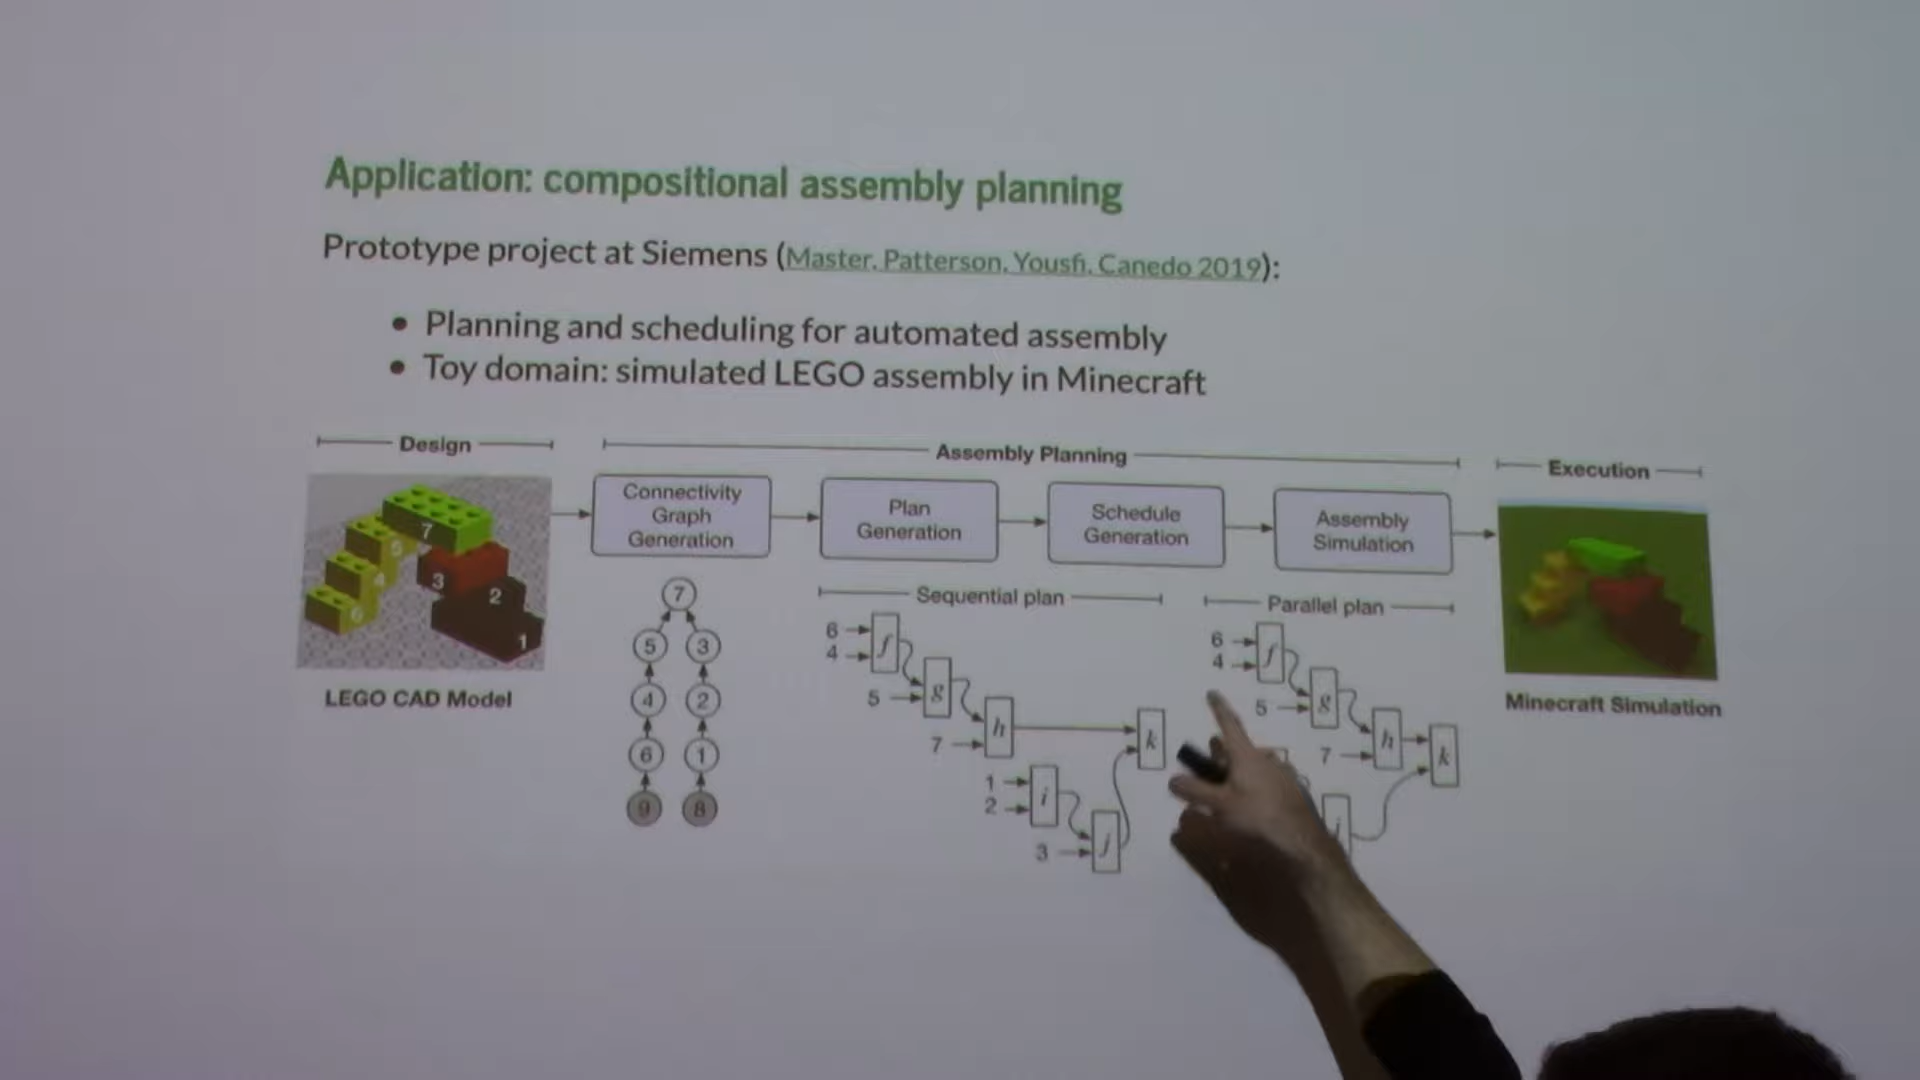 Application: compositional assembly planning
Prototype project at Siemens (Master, Patterson, Yousfi, Canedo 2019):
• Planning and scheduling for automated assembly
• Toy domain: simulated LEGO assembly in Minecraft
Design
Assembly Planning
Execution
7
5
4
3
2
6
1
LEGO CAD Model
Connectivity
Graph
Generation
Plan
Generation
Schedule
Generation
Assembly
Simulation
Minecraft Simulation
7
5 3
4 2
6 1
9 8
Sequential plan
6
4
f
5
g
7
h
k
1
2
i
3
j
Parallel plan
6
4
f
5
g
7
h
k
j